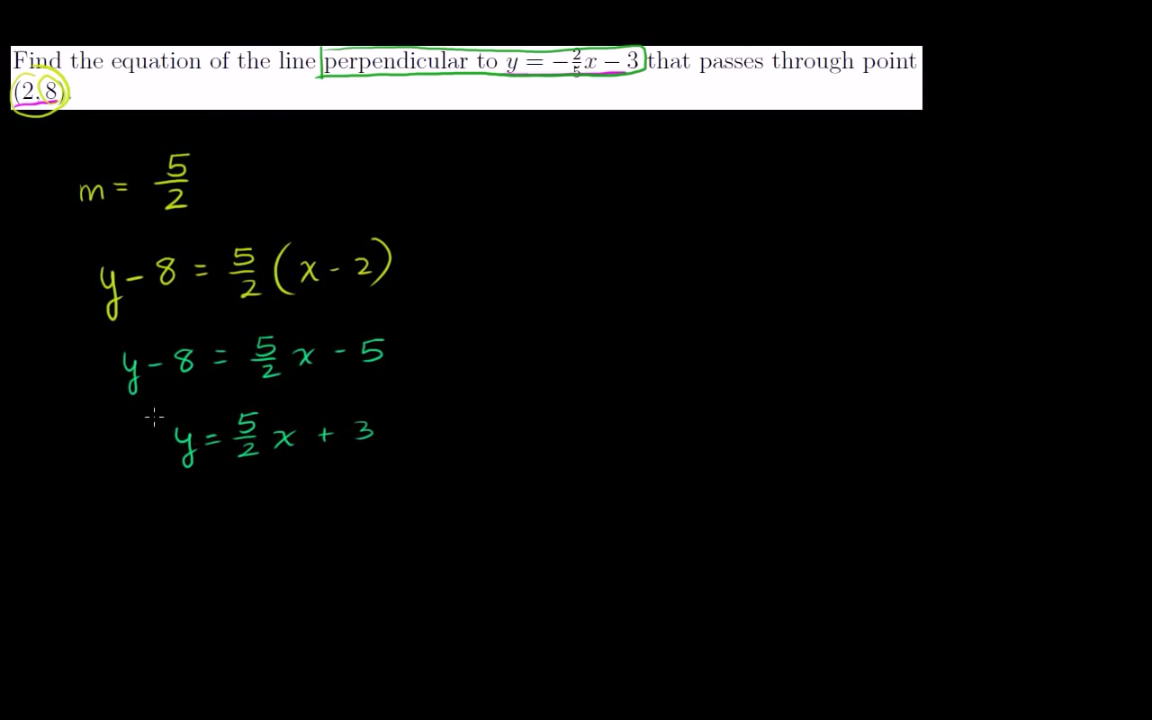 Find the equation of the line perpendicular to y = −2/5x − 3 that passes through point
(2,8).
m = 5/2
y − 8 = 5/2 (x − 2)
y − 8 = 5/2 x − 5
y = 5/2 x + 3